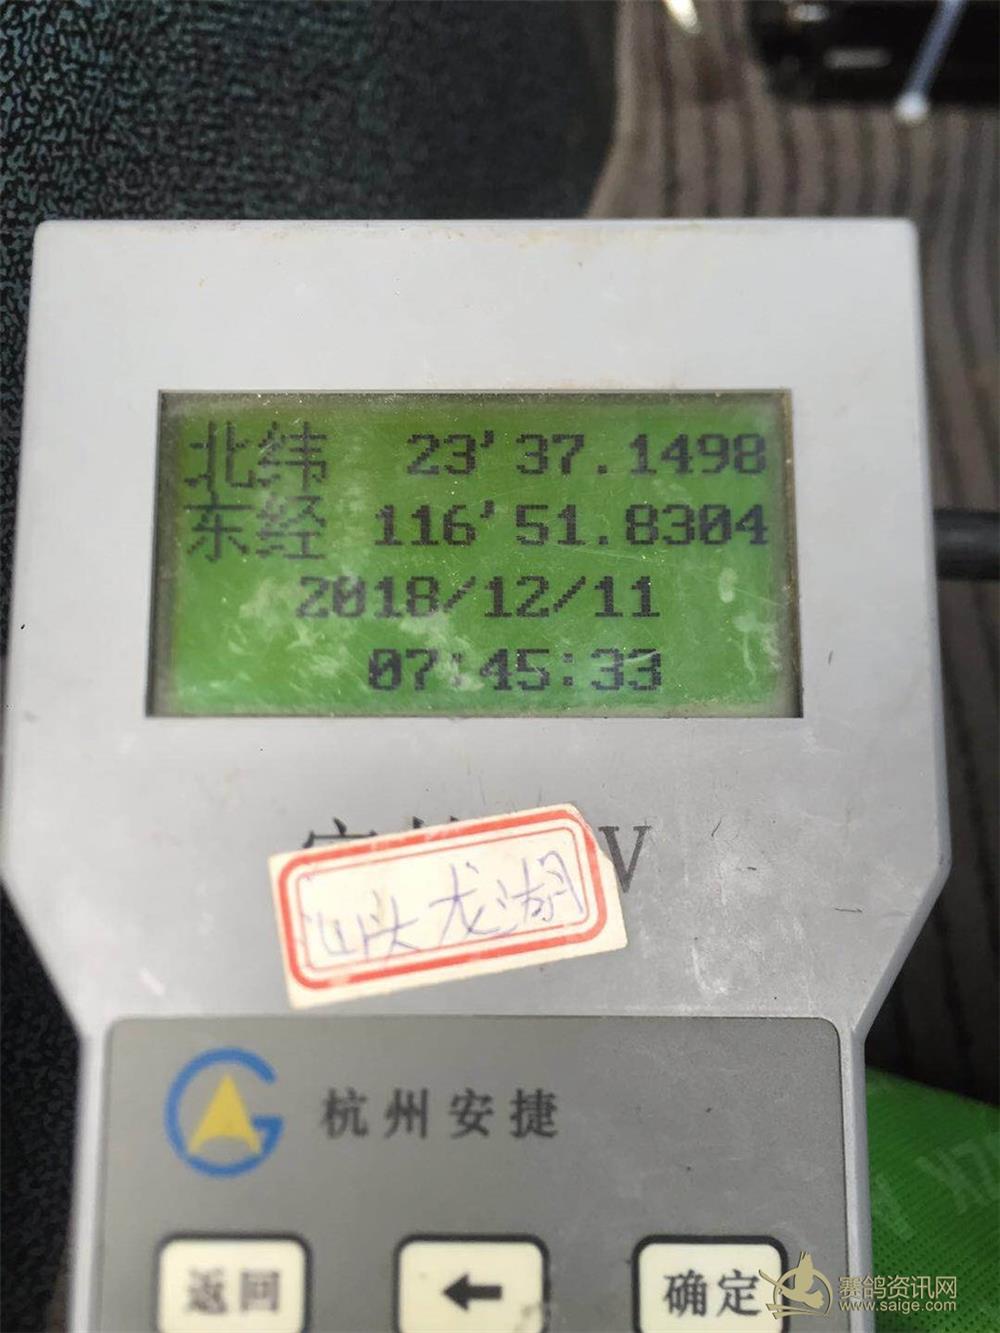 北纬 23'37.1498
东经 116'51.8304
2018/12/11
07:45:33
V
汕头龙湖
杭州安捷
返回
←
确定
赛鸽资讯网
www.saige.com